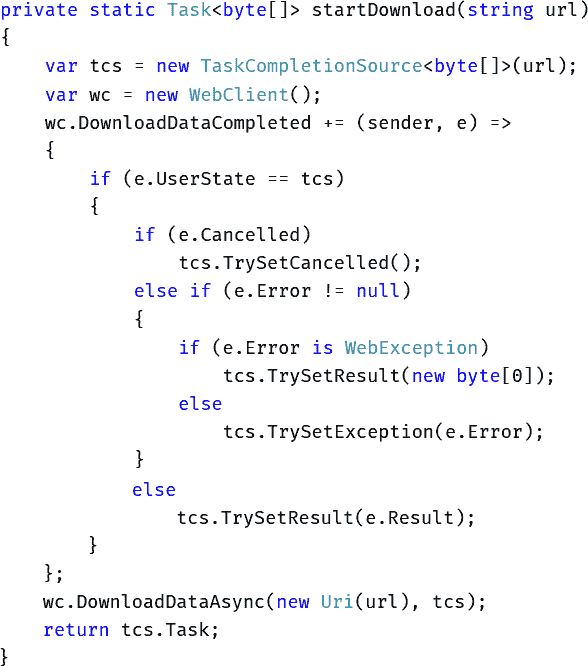 private static Task<byte[]> startDownload(string url)
{
    var tcs = new TaskCompletionSource<byte[]>(url);
    var wc = new WebClient();
    wc.DownloadDataCompleted += (sender, e) =>
    {
        if (e.UserState == tcs)
        {
            if (e.Cancelled)
                tcs.TrySetCancelled();
            else if (e.Error != null)
            {
                if (e.Error is WebException)
                    tcs.TrySetResult(new byte[0]);
                else
                    tcs.TrySetException(e.Error);
            }
            else
                tcs.TrySetResult(e.Result);
        }
    };
    wc.DownloadDataAsync(new Uri(url), tcs);
    return tcs.Task;
}